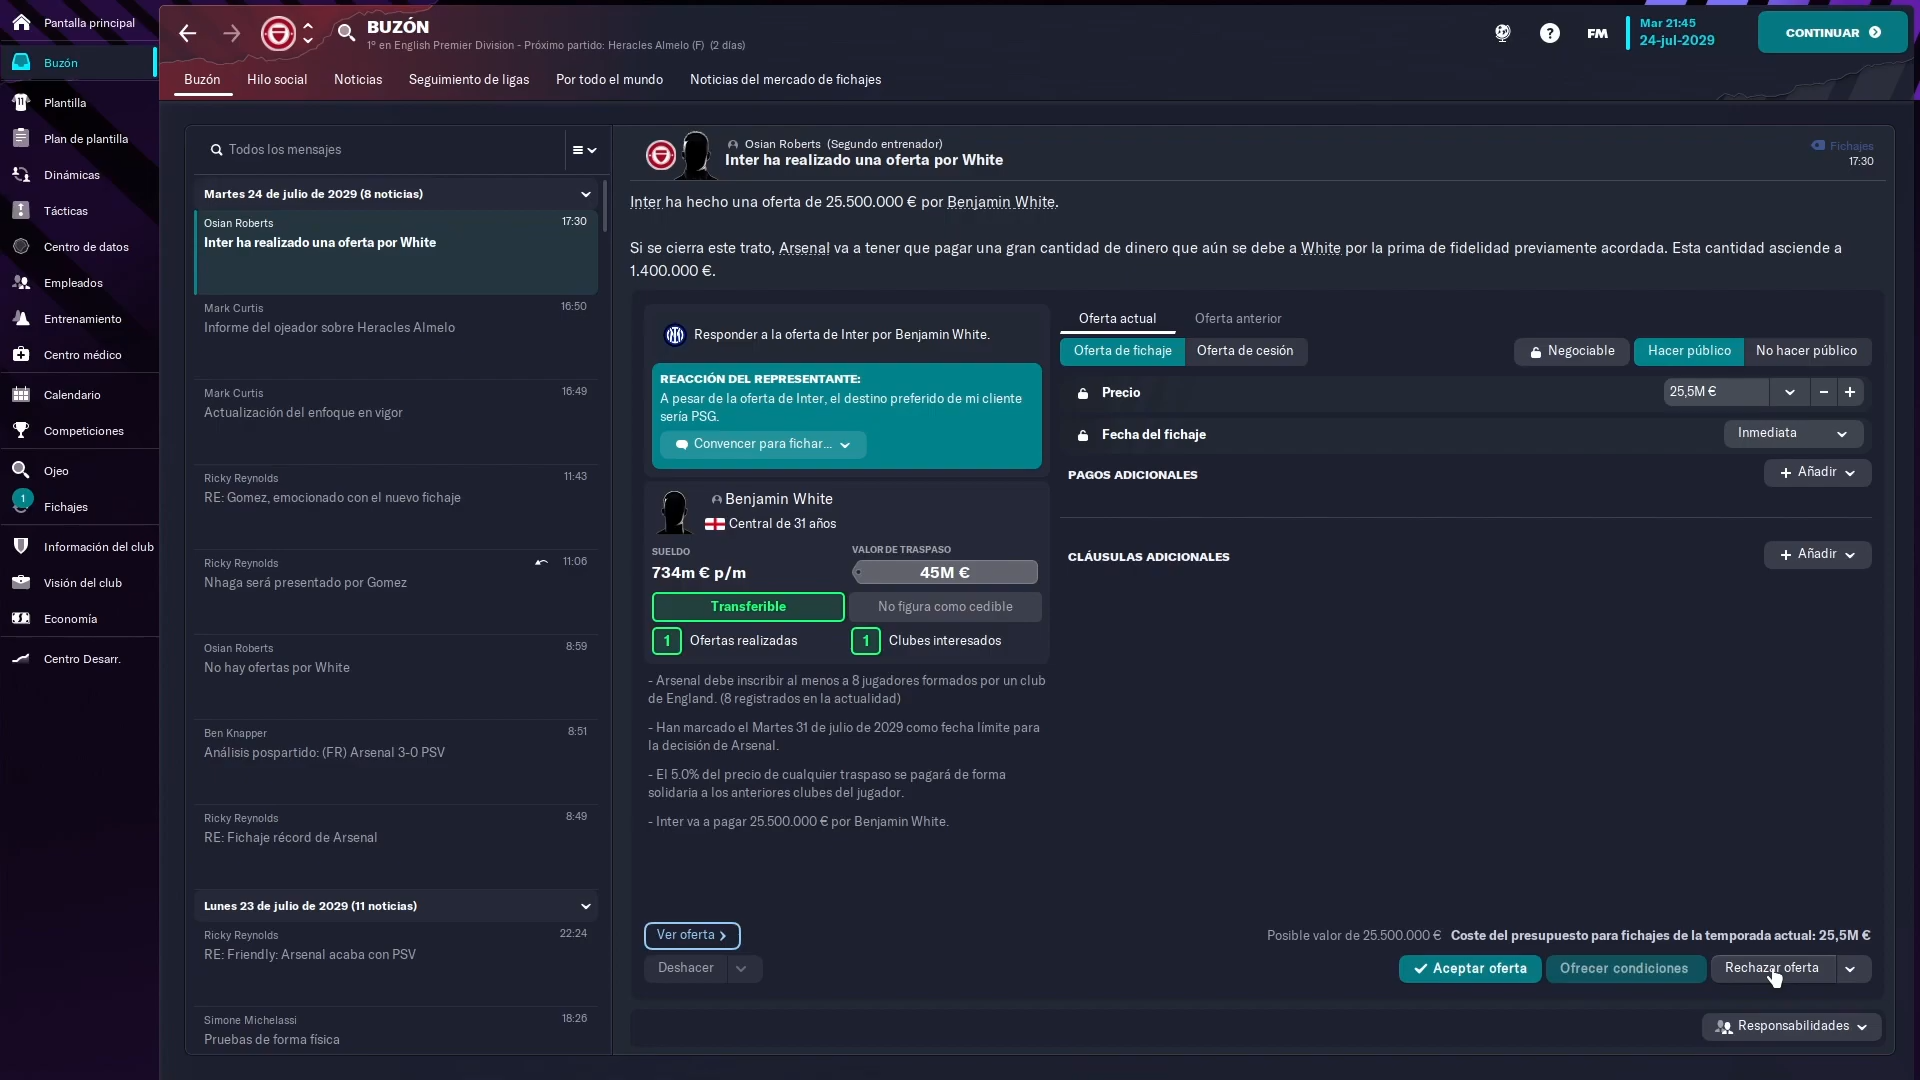 Pantalla principal
Buzón
Plantilla
Plan de plantilla
Dinámicas
Tácticas
Centro de datos
Empleados
Entrenamiento
Centro médico
Calendario
Competiciones
Ojeo
1
Fichajes
Información del club
Visión del club
Economía
Centro Desarr.
BUZÓN
1º en English Premier Division - Próximo partido: Heracles Almelo (F) (2 días)
FM
Mar 21:45
24-jul-2029
CONTINUAR
Buzón
Hilo social
Noticias
Seguimiento de ligas
Por todo el mundo
Noticias del mercado de fichajes
Todos los mensajes
Martes 24 de julio de 2029 (8 noticias)
Osian Roberts 17:30
Inter ha realizado una oferta por White
Mark Curtis 16:50
Informe del ojeador sobre Heracles Almelo
Mark Curtis 16:49
Actualización del enfoque en vigor
Ricky Reynolds 11:43
RE: Gomez, emocionado con el nuevo fichaje
Ricky Reynolds 11:06
Nhaga será presentado por Gomez
Osian Roberts 8:59
No hay ofertas por White
Ben Knapper 8:51
Análisis pospartido: (FR) Arsenal 3-0 PSV
Ricky Reynolds 8:49
RE: Fichaje récord de Arsenal
Lunes 23 de julio de 2029 (11 noticias)
Ricky Reynolds 22:24
RE: Friendly: Arsenal acaba con PSV
Simone Michelassi 18:26
Pruebas de forma física
Osian Roberts (Segundo entrenador)
Inter ha realizado una oferta por White
Fichajes
17:30
Inter ha hecho una oferta de 25.500.000 € por Benjamin White.
Si se cierra este trato, Arsenal va a tener que pagar una gran cantidad de dinero que aún se debe a White por la prima de fidelidad previamente acordada. Esta cantidad asciende a
1.400.000 €.
Responder a la oferta de Inter por Benjamin White.
REACCIÓN DEL REPRESENTANTE:
A pesar de la oferta de Inter, el destino preferido de mi cliente
sería PSG.
Convencer para fichar...
Benjamin White
Central de 31 años
SUELDO
VALOR DE TRASPASO
734m € p/m
45M €
Transferible
No figura como cedible
1 Ofertas realizadas
1 Clubes interesados
- Arsenal debe inscribir al menos a 8 jugadores formados por un club
de England. (8 registrados en la actualidad)
- Han marcado el Martes 31 de julio de 2029 como fecha límite para
la decisión de Arsenal.
- El 5.0% del precio de cualquier traspaso se pagará de forma
solidaria a los anteriores clubes del jugador.
- Inter va a pagar 25.500.000 € por Benjamin White.
Oferta actual
Oferta anterior
Oferta de fichaje
Oferta de cesión
Negociable
Hacer público
No hacer público
Precio
25,5M €
Fecha del fichaje
Inmediata
PAGOS ADICIONALES
Añadir
CLÁUSULAS ADICIONALES
Añadir
Ver oferta
Posible valor de 25.500.000 € Coste del presupuesto para fichajes de la temporada actual: 25,5M €
Deshacer
Aceptar oferta
Ofrecer condiciones
Rechazar oferta
Responsabilidades